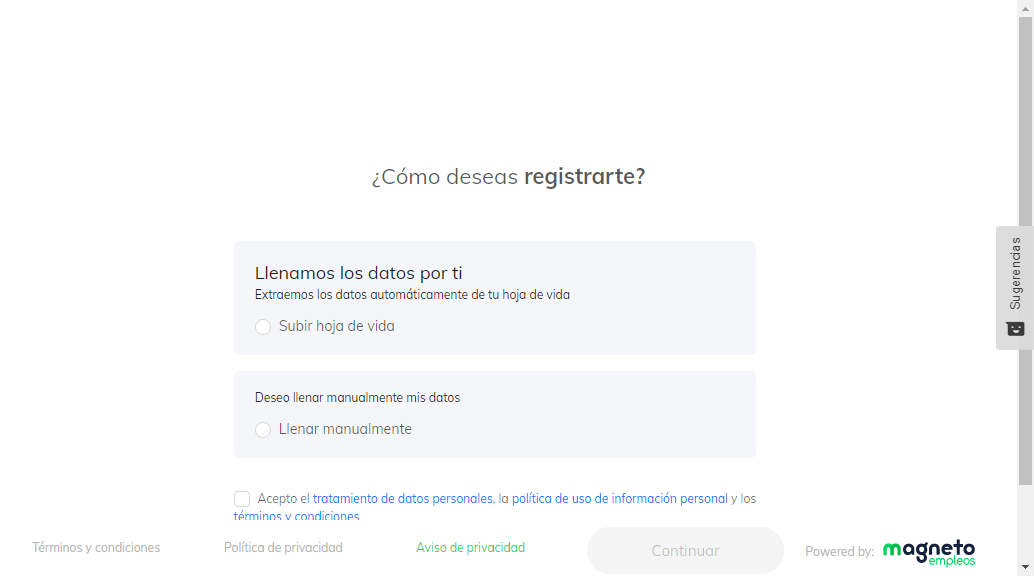 ¿Cómo deseas registrarte?
Llenamos los datos por ti
Extraemos los datos automáticamente de tu hoja de vida
Subir hoja de vida
Deseo llenar manualmente mis datos
Llenar manualmente
Acepto el tratamiento de datos personales, la política de uso de información personal y los
términos y condiciones
Términos y condiciones
Política de privacidad
Aviso de privacidad
Continuar
Powered by:
magneto
empleos
Sugerencias